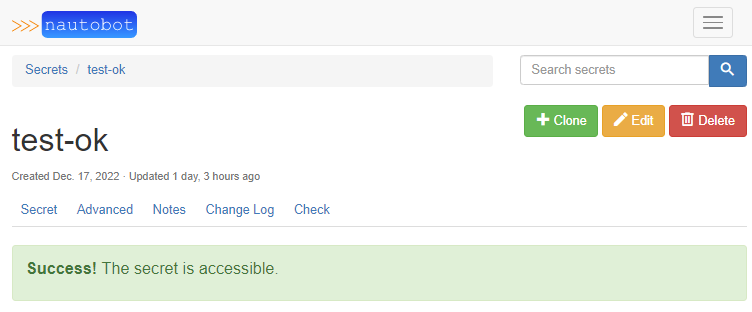 >>> nautobot
Secrets / test-ok
Search secrets
Clone Edit Delete
test-ok
Created Dec. 17, 2022 · Updated 1 day, 3 hours ago
Secret Advanced Notes Change Log Check
Success! The secret is accessible.